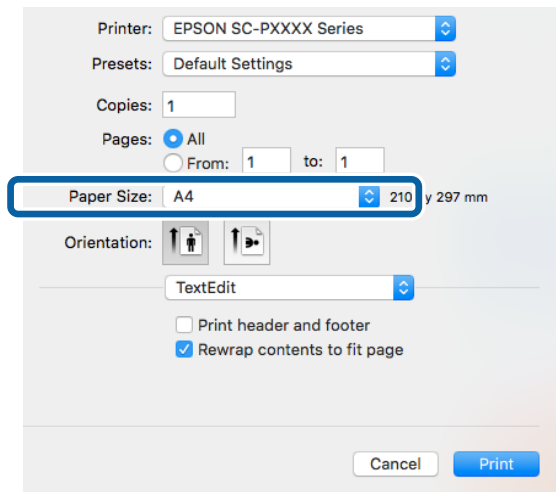 Printer: EPSON SC-PXXXX Series
Presets: Default Settings
Copies: 1
Pages: All
From: 1 to: 1
Paper Size: A4 210 y 297 mm
Orientation:
TextEdit
Print header and footer
Rewrap contents to fit page
Cancel Print